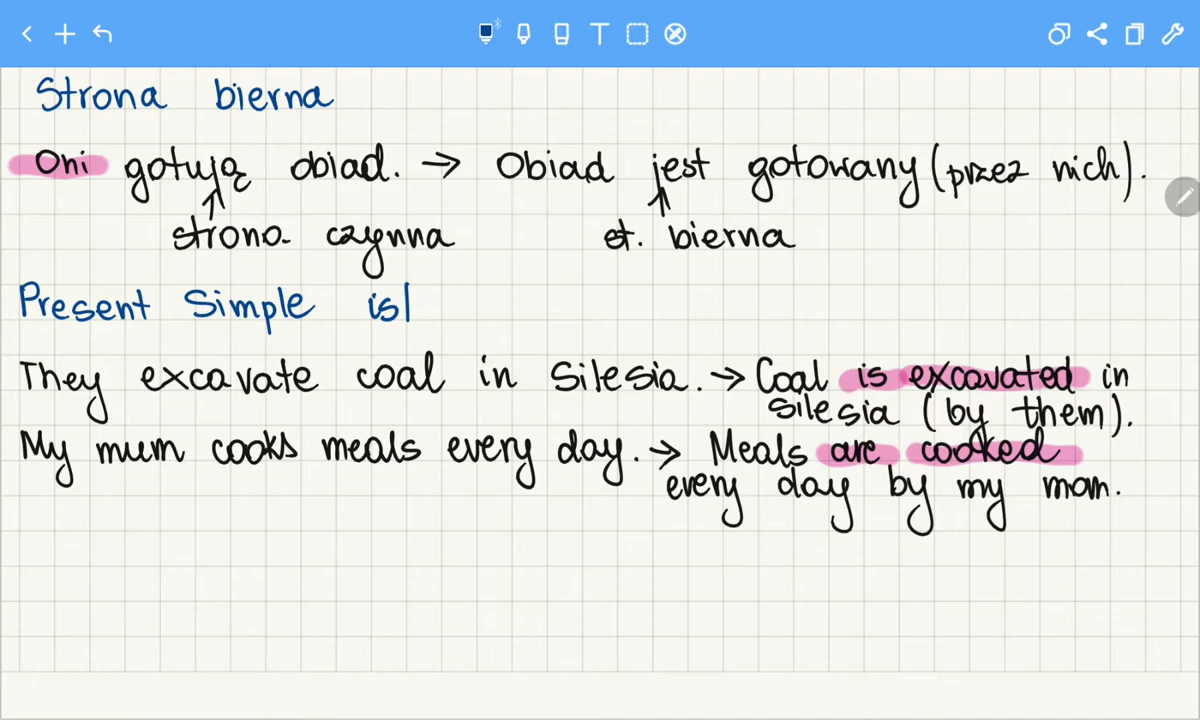 Strona bierna
Oni gotują obiad. → Obiad jest gotowany (przez nich).
strona czynna st. bierna
Present Simple is/
They excavate coal in Silesia. → Coal is excavated in
Silesia (by them).
My mum cooks meals every day. → Meals are cooked
every day by my mom.